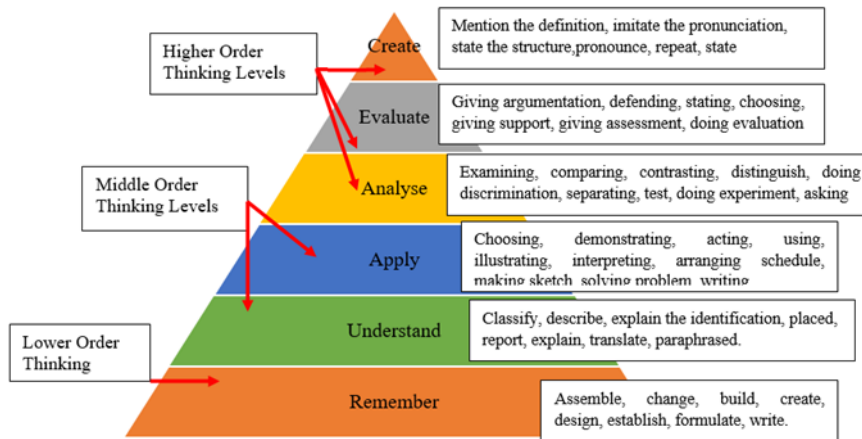 Higher Order
Thinking Levels
Create
Mention the definition, imitate the pronunciation,
state the structure,pronounce, repeat, state
Evaluate
Giving argumentation, defending, stating, choosing,
giving support, giving assessment, doing evaluation
Middle Order
Thinking Levels
Analyse
Examining, comparing, contrasting, distinguish, doing
discrimination, separating, test, doing experiment, asking
Apply
Choosing, demonstrating, acting, using,
illustrating, interpreting, arranging schedule,
making sketch, solving problem, writing
Lower Order
Thinking
Understand
Classify, describe, explain the identification, placed,
report, explain, translate, paraphrased.
Remember
Assemble, change, build, create,
design, establish, formulate, write.